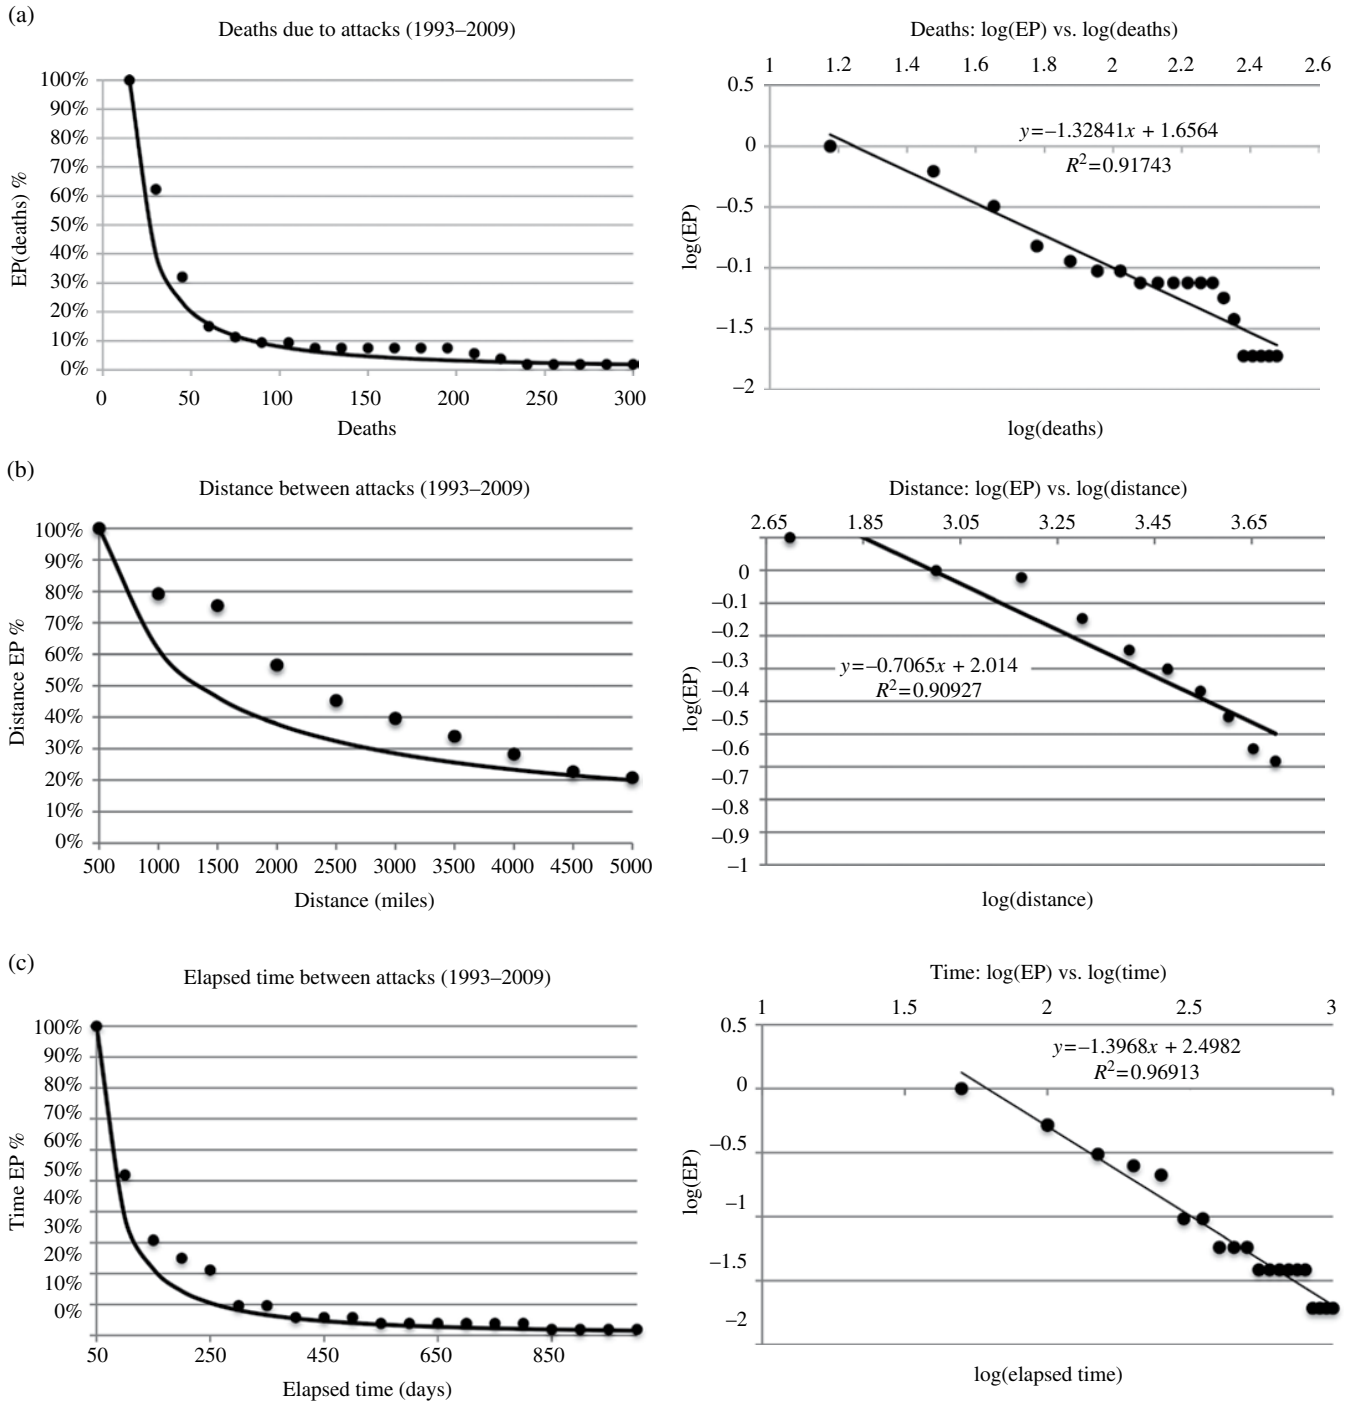 (a)
Deaths due to attacks (1993–2009)
100%
90%
80%
70%
60%
50%
40%
30%
20%
10%
0%
EP(deaths) %
0 50 100 150 200 250 300
Deaths
Deaths: log(EP) vs. log(deaths)
1 1.2 1.4 1.6 1.8 2 2.2 2.4 2.6
0.5
0
–0.5
–0.1
–1.5
–2
log(EP)
y=–1.32841x + 1.6564
R²=0.91743
log(deaths)
(b)
Distance between attacks (1993–2009)
100%
90%
80%
70%
60%
50%
40%
30%
20%
10%
0%
Distance EP %
500 1000 1500 2000 2500 3000 3500 4000 4500 5000
Distance (miles)
Distance: log(EP) vs. log(distance)
2.65 1.85 3.05 3.25 3.45 3.65
0
–0.1
–0.2
–0.3
–0.4
–0.5
–0.6
–0.7
–0.8
–0.9
–1
log(EP)
y=–0.7065x + 2.014
R²=0.90927
log(distance)
(c)
Elapsed time between attacks (1993–2009)
100%
90%
80%
70%
60%
50%
40%
30%
20%
10%
0%
Time EP %
50 250 450 650 850
Elapsed time (days)
Time: log(EP) vs. log(time)
1 1.5 2 2.5 3
0.5
0
–0.5
–1
–1.5
–2
log(EP)
y=–1.3968x + 2.4982
R²=0.96913
log(elapsed time)